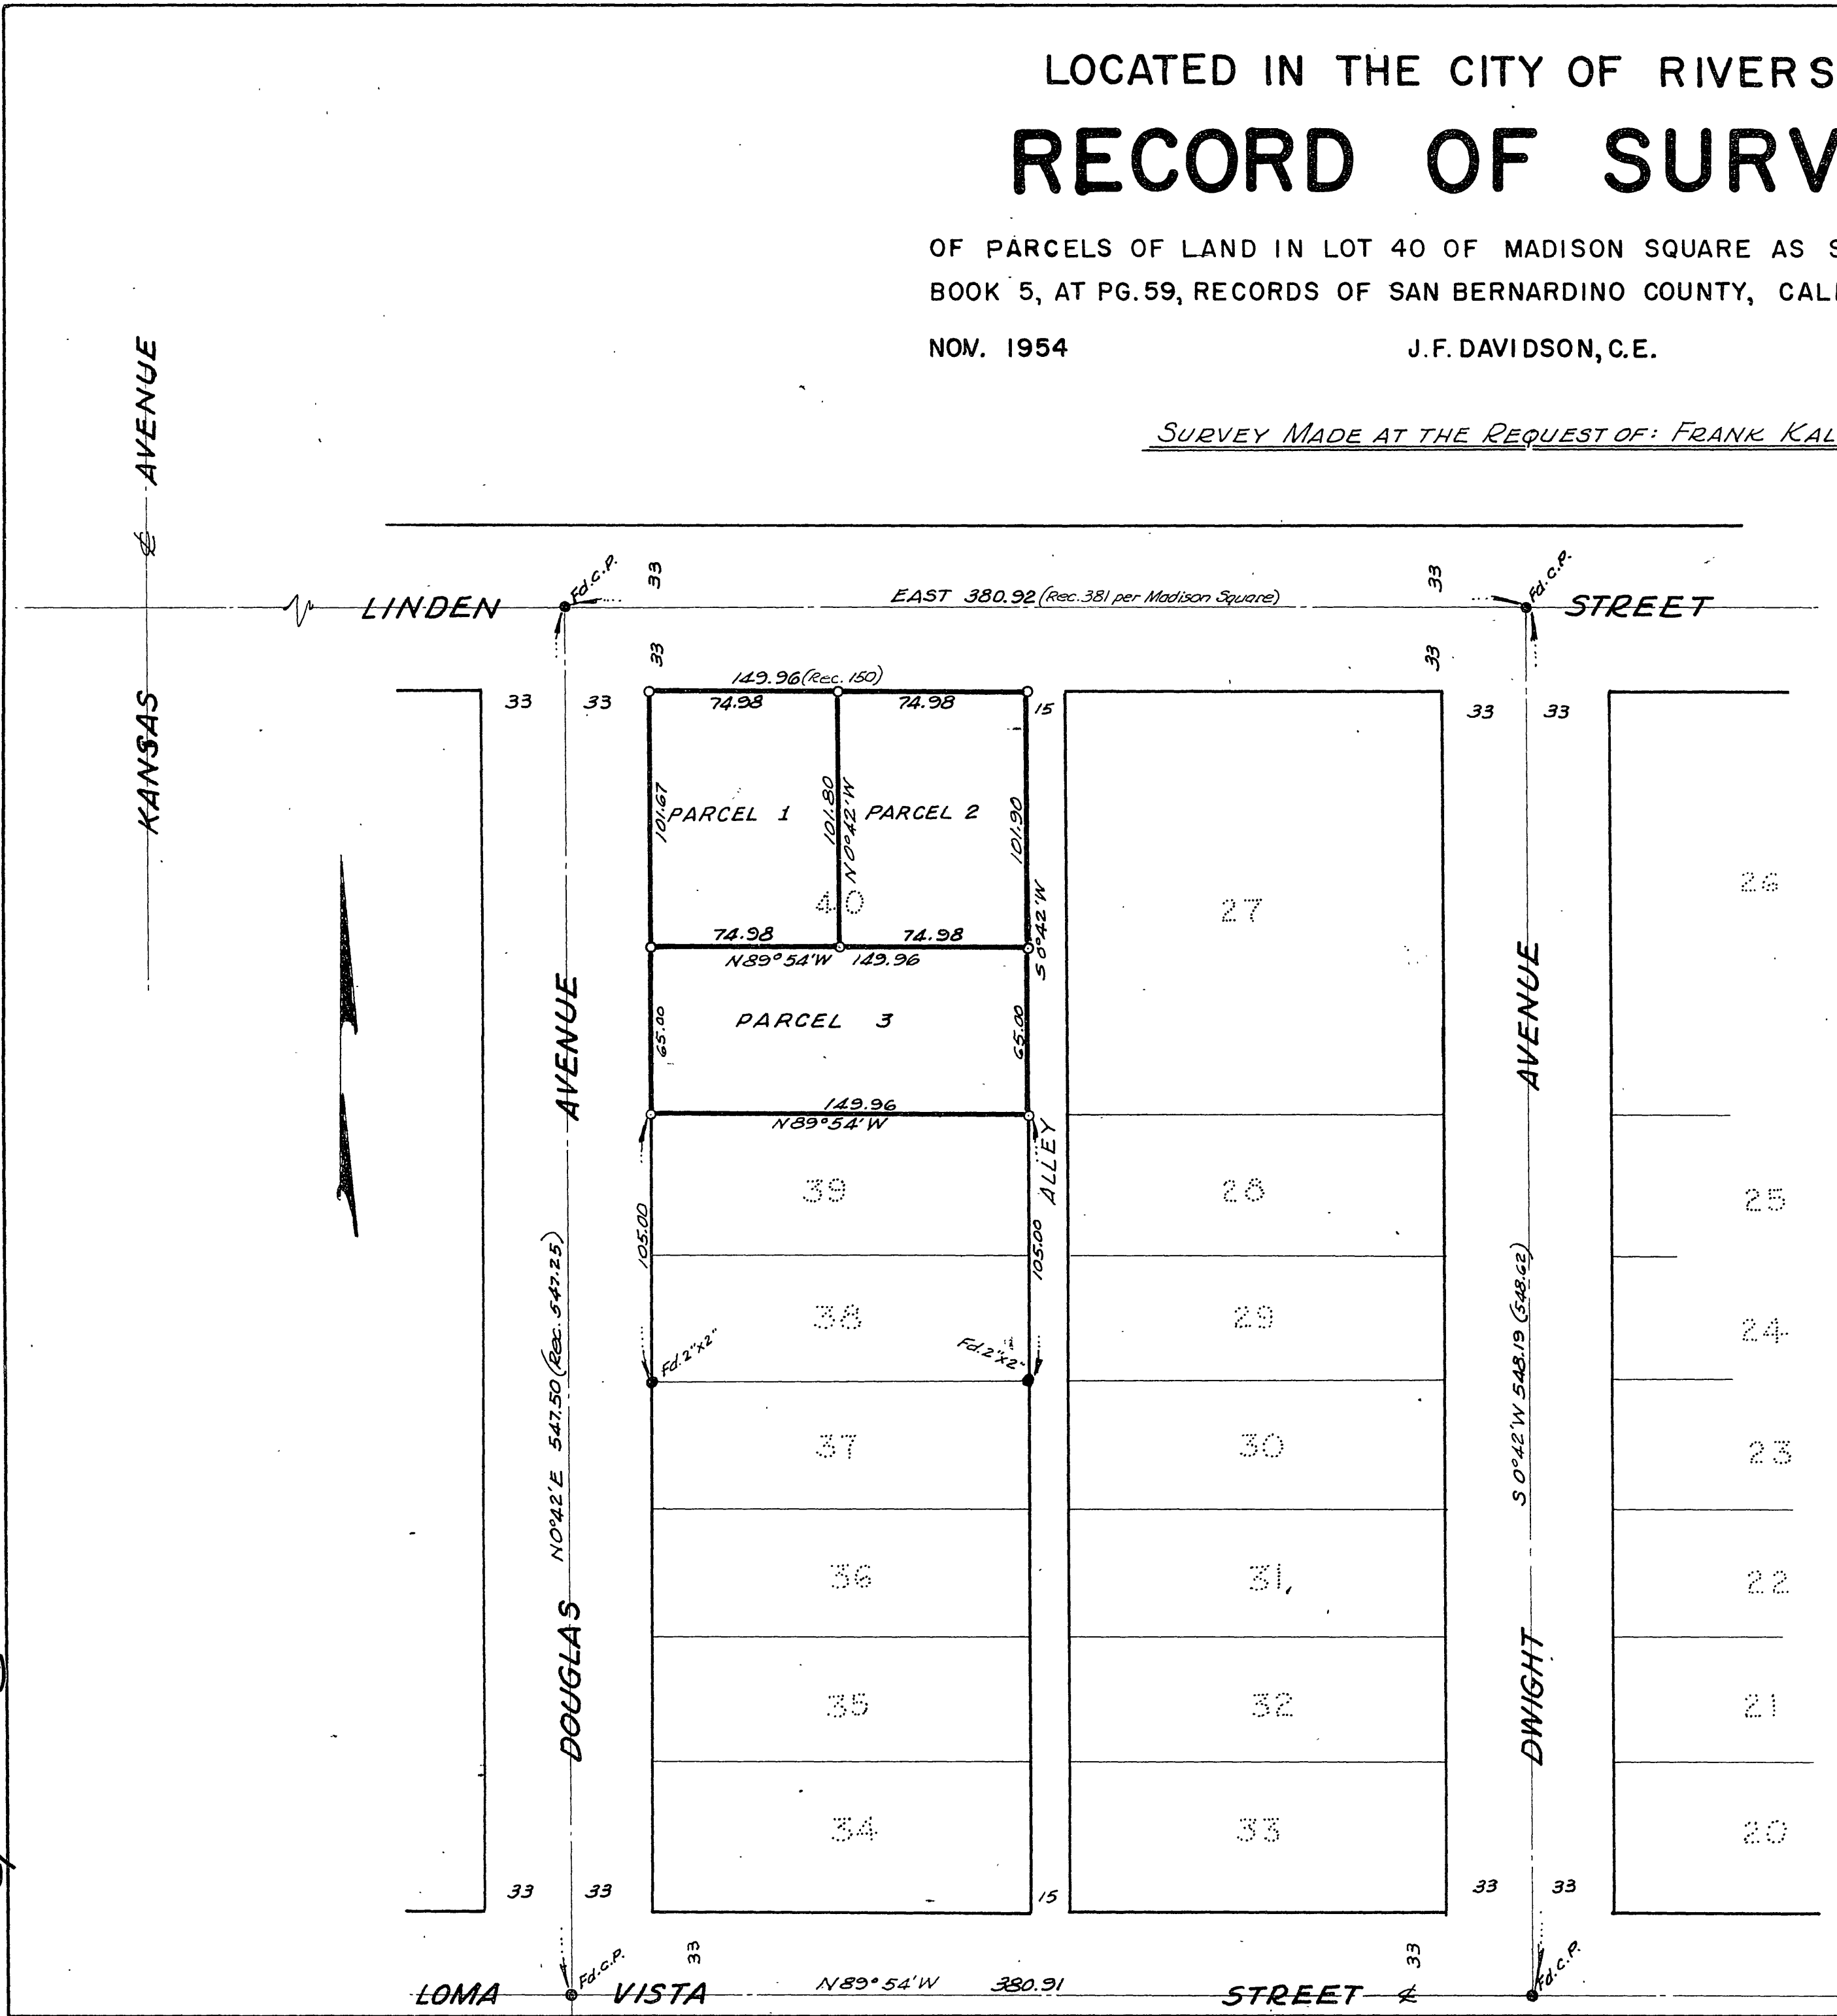 LOCATED IN THE CITY OF RIVERS
RECORD OF SURV
OF PARCELS OF LAND IN LOT 40 OF MADISON SQUARE AS S
BOOK 5, AT PG. 59, RECORDS OF SAN BERNARDINO COUNTY, CALI
NOV. 1954 J.F. DAVIDSON, C.E.
SURVEY MADE AT THE REQUEST OF: FRANK KAL
KANSAS ℄ AVENUE
Fd. C.P.
33
33
Fd. C.P.
LINDEN
EAST 380.92 (Rec. 381 per Madison Square)
STREET
33
33
149.96 (Rec. 150)
33 33
74.98
74.98
15
33 33
101.67
PARCEL 1
101.80
N0°42'W
PARCEL 2
101.90
40
27
26
S0°42'W
74.98
74.98
N89°54'W 149.96
65.00
PARCEL 3
65.00
149.96
N89°54'W
ALLEY
39
28
25
105.00
105.00
38
29
24
Fd. 2"x2"
Fd. 2"x2"
37
30
23
36
31
22
35
32
21
34
33
20
DOUGLAS AVENUE
N0°42'E 547.50 (Rec. 547.25)
DWIGHT AVENUE
S0°42'W 548.19 (548.62)
33 33
15
33 33
33
33
Fd. C.P.
Fd. C.P.
LOMA VISTA
N89°54'W 380.91
STREET ℄